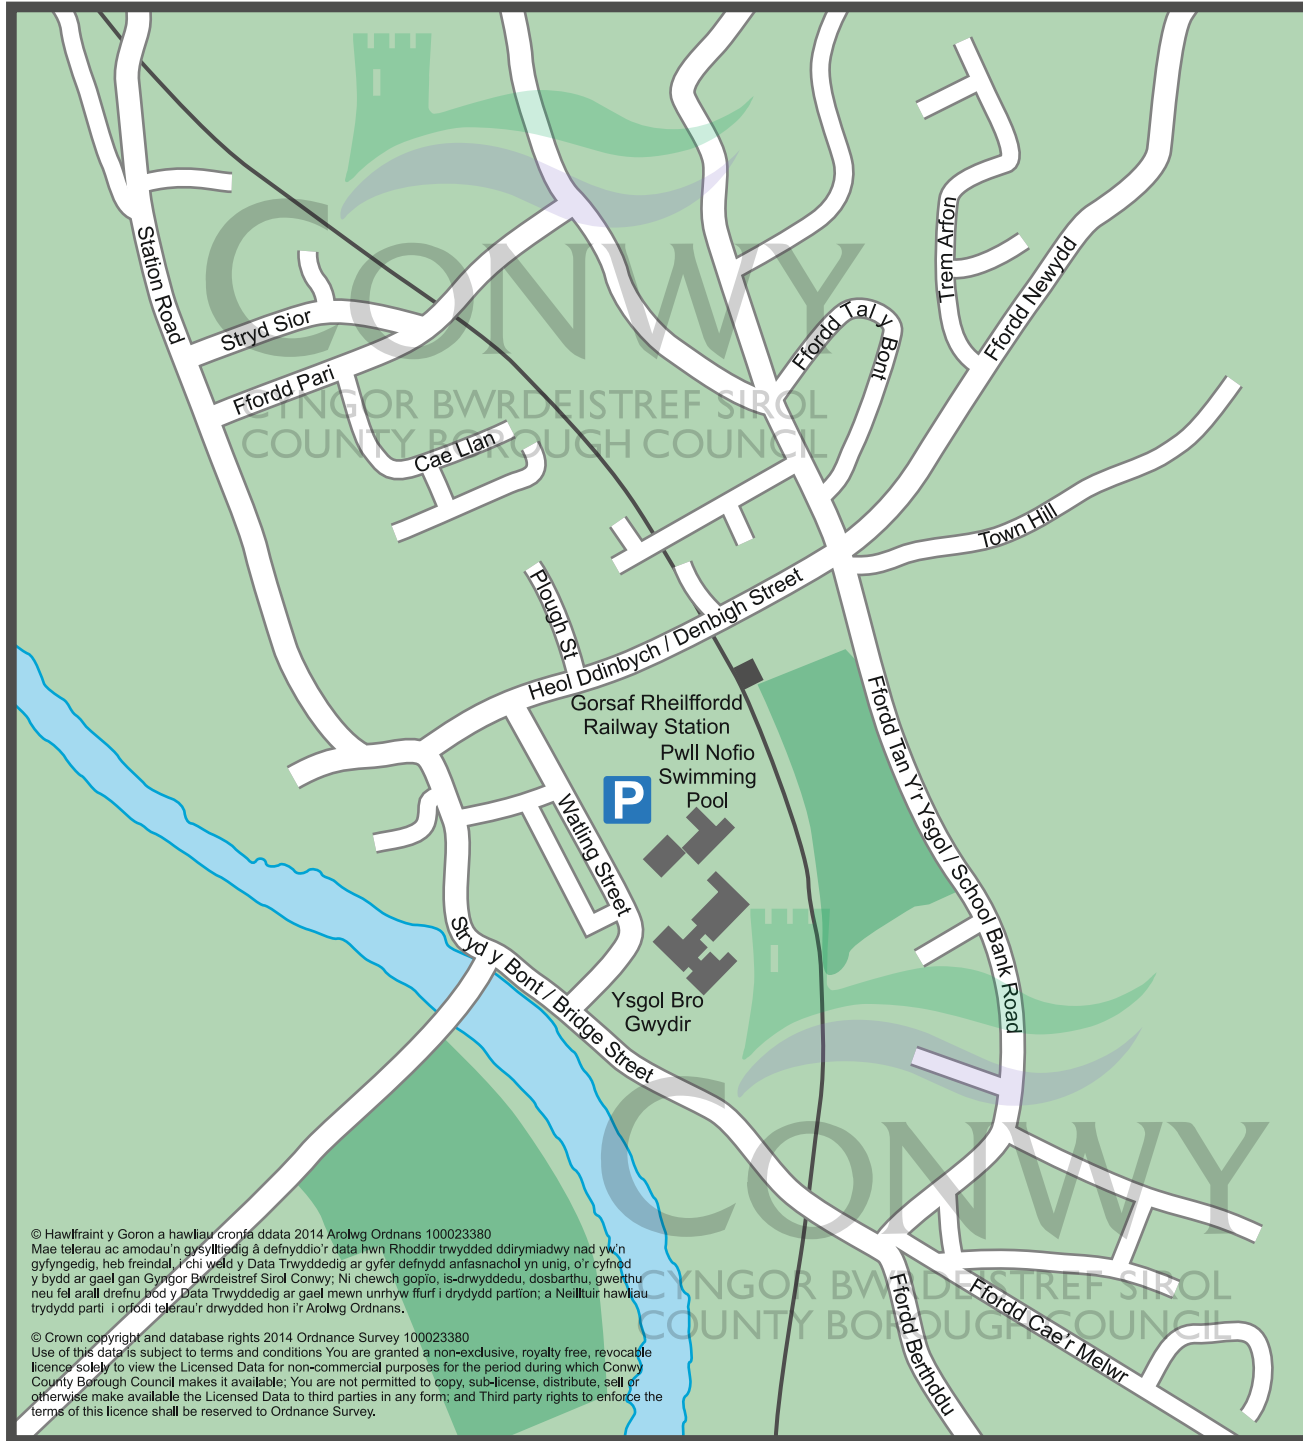 CONWY
CYNGOR BWRDEISTREF SIROL
COUNTY BOROUGH COUNCIL
Station Road
Stryd Sior
Ffordd Pari
Cae Llan
Trem Arfon
Ffordd Newydd
Ffordd Tal y Bont
Town Hill
Plough St
Heol Ddinbych / Denbigh Street
Gorsaf Rheilffordd
Railway Station
Pwll Nofio
Swimming
Pool
P
Watling Street
Ffordd Tan Y'r Ysgol / School Bank Road
Stryd y Bont / Bridge Street
Ysgol Bro
Gwydir
CONWY
CYNGOR BWRDEISTREF SIROL
COUNTY BOROUGH COUNCIL
Ffordd Berthddu
Ffordd Cae'r Melwr
© Hawlfraint y Goron a hawliau cronfa ddata 2014 Arolwg Ordnans 100023380
Mae telerau ac amodau'n gysylltiedig â defnyddio'r data hwn Rhoddir trwydded ddirymiadwy nad yw'n
gyfyngedig, heb freindal, i chi weld y Data Trwyddedig ar gyfer defnydd anfasnachol yn unig, o'r cyfnod
y bydd ar gael gan Gyngor Bwrdeistref Sirol Conwy; Ni chewch gopïo, is-drwyddedu, dosbarthu, gwerthu
neu fel arall drefnu bod y Data Trwyddedig ar gael mewn unrhyw ffurf i drydydd partïon; a Neilltuir hawliau
trydydd parti i orfodi telerau'r drwydded hon i'r Arolwg Ordnans.
© Crown copyright and database rights 2014 Ordnance Survey 100023380
Use of this data is subject to terms and conditions You are granted a non-exclusive, royalty free, revocable
licence solely to view the Licensed Data for non-commercial purposes for the period during which Conwy
County Borough Council makes it available; You are not permitted to copy, sub-license, distribute, sell or
otherwise make available the Licensed Data to third parties in any form; and Third party rights to enforce the
terms of this licence shall be reserved to Ordnance Survey.